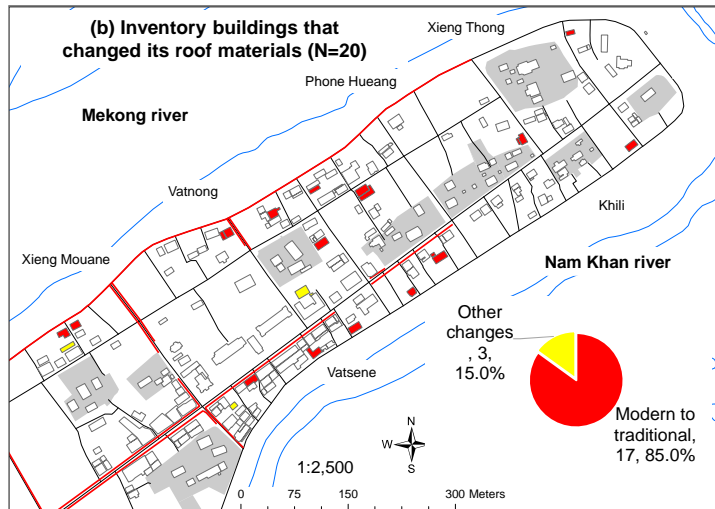 (b) Inventory buildings that
changed its roof materials (N=20)
Xieng Thong
Phone Hueang
Mekong river
Vatnong
Khili
Xieng Mouane
Nam Khan river
Other
changes
, 3,
15.0%
Vatsene
Modern to
traditional,
17, 85.0%
N
W E
S
1:2,500
0 75 150 300 Meters